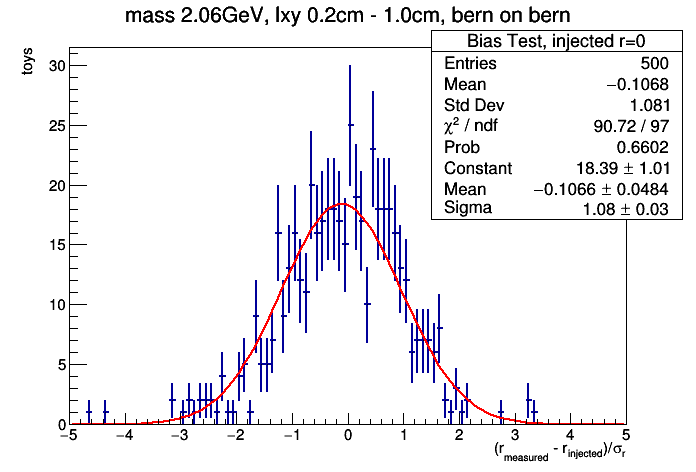 mass 2.06GeV, lxy 0.2cm - 1.0cm, bern on bern
Bias Test, injected r=0
Entries 500
Mean −0.1068
Std Dev 1.081
χ² / ndf 90.72 / 97
Prob 0.6602
Constant 18.39 ± 1.01
Mean −0.1066 ± 0.0484
Sigma 1.08 ± 0.03
toys
30
25
20
15
10
5
0
−5 −4 −3 −2 −1 0 1 2 3 4 5
(r_measured - r_injected)/σ_r